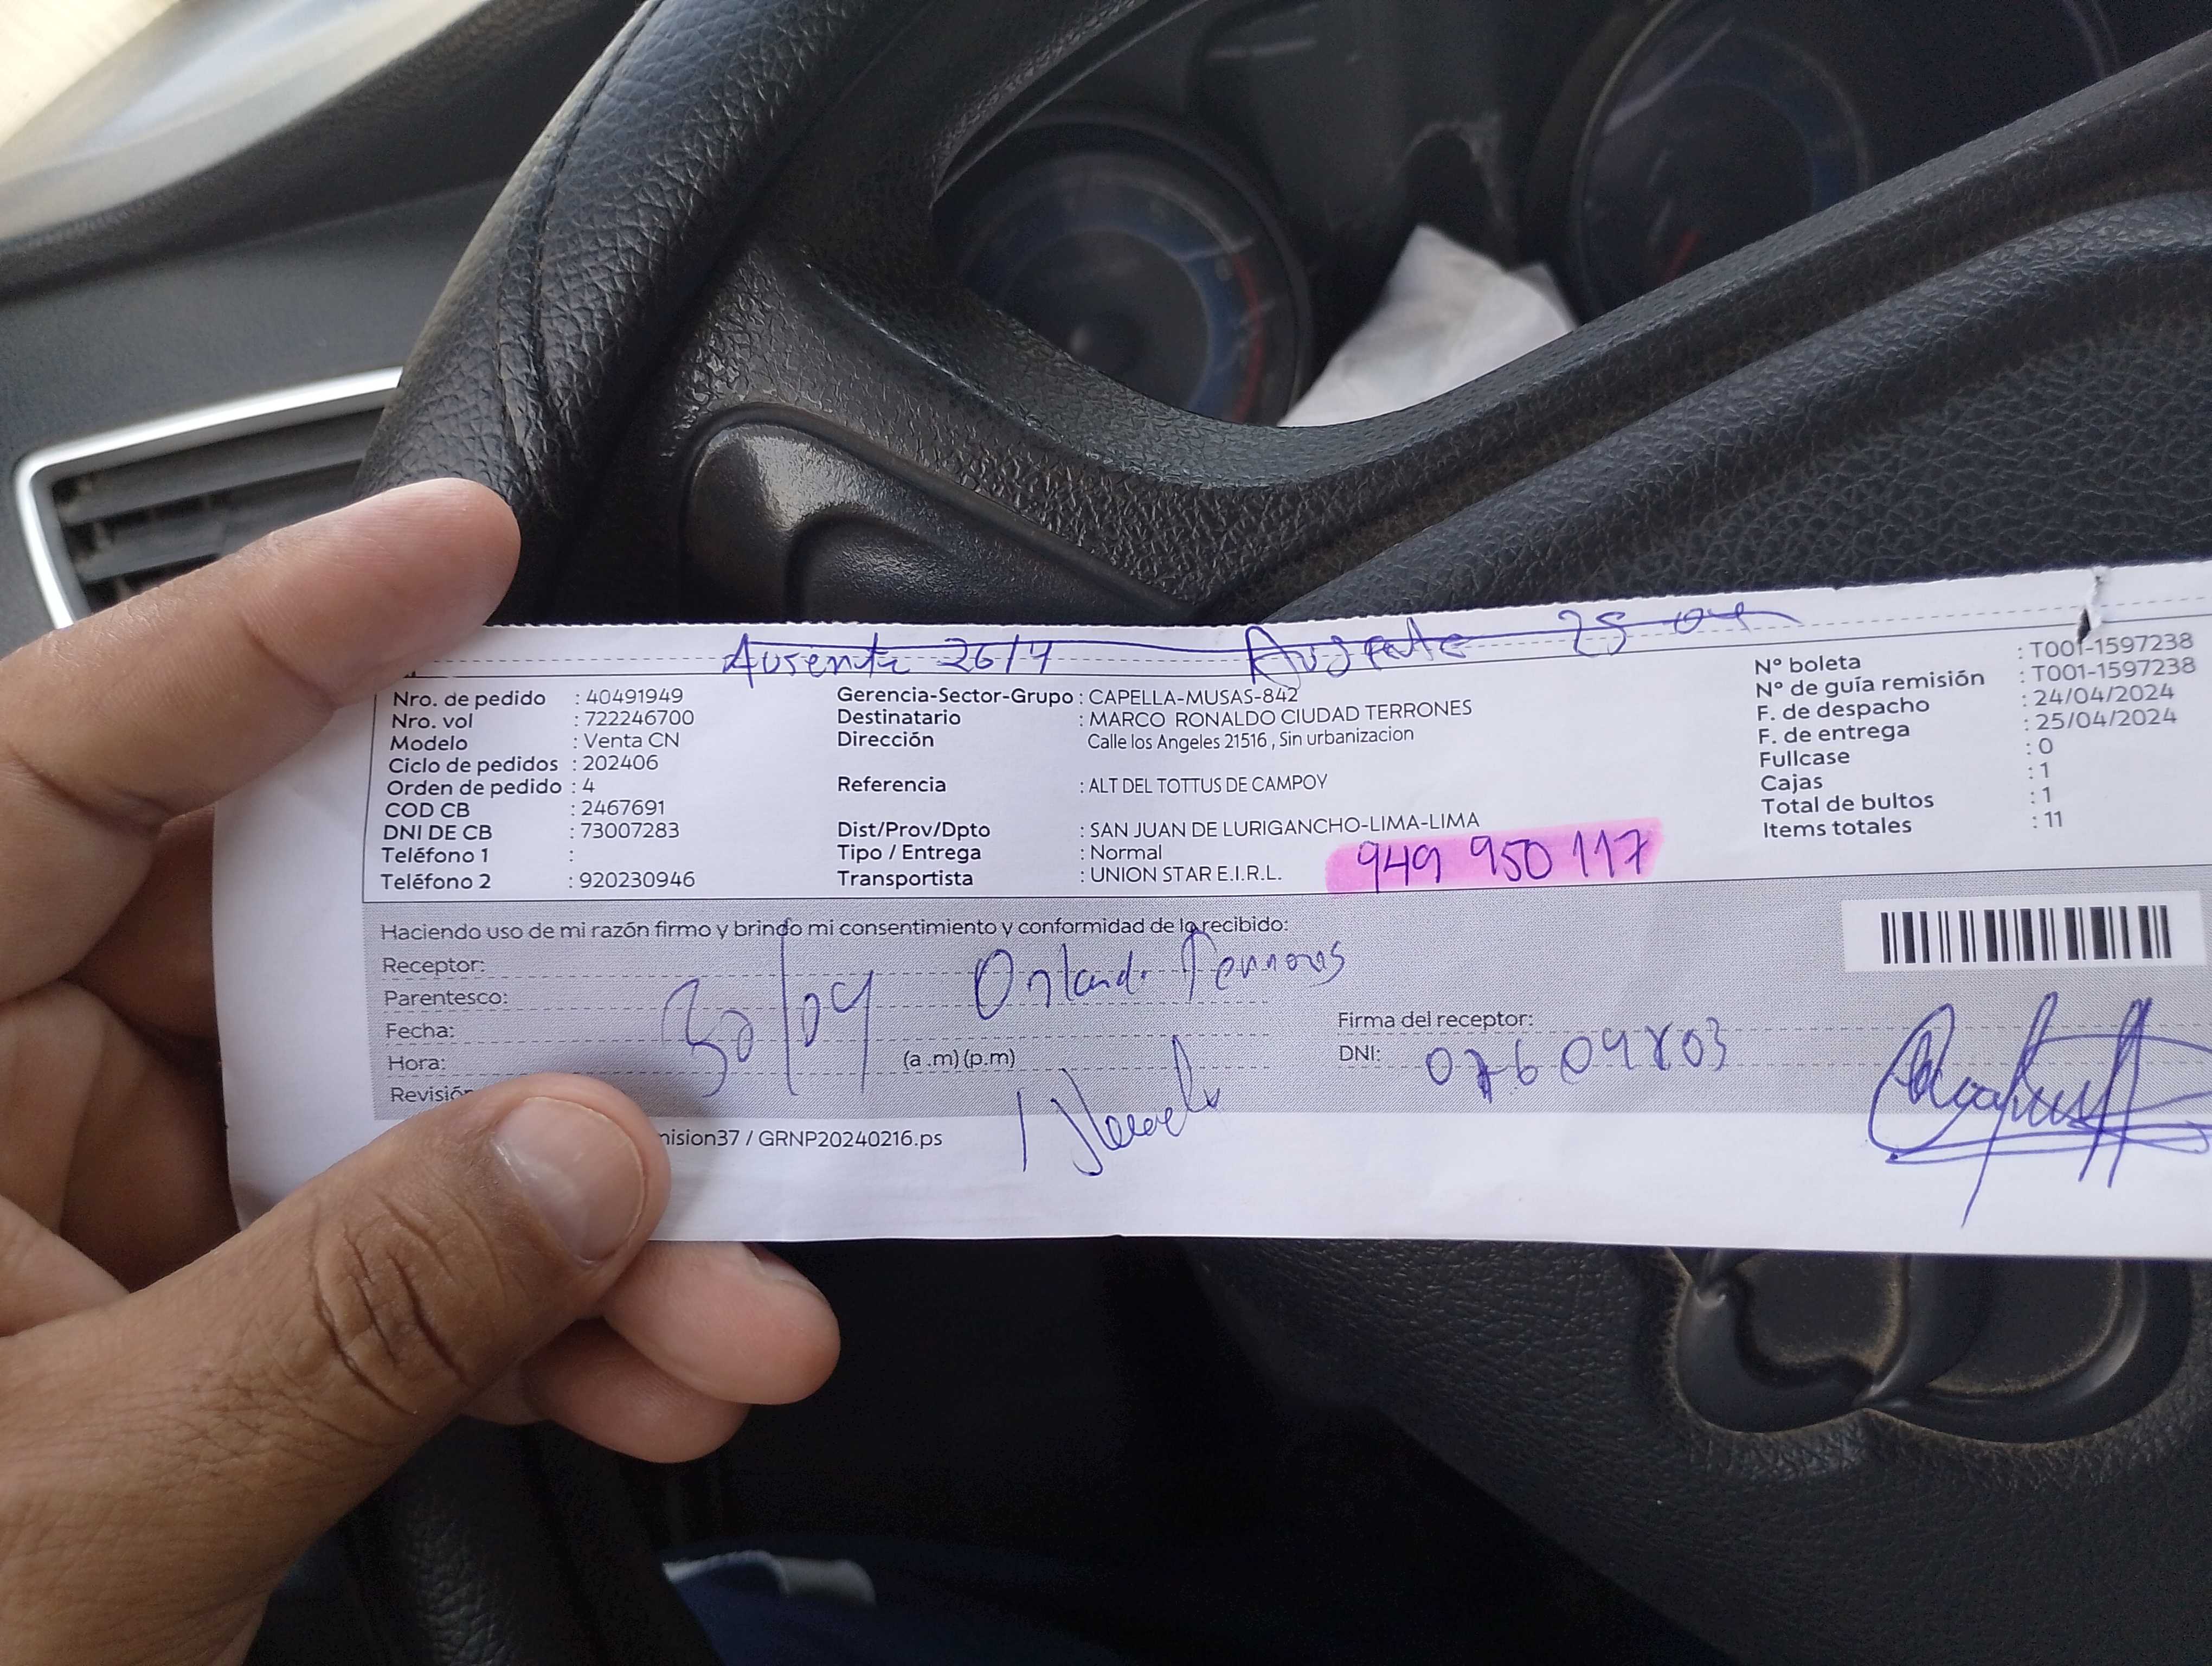 Ausente 26/4 Ausente 25 04
Nro. de pedido : 40491949
Nro. vol : 722246700
Modelo : Venta CN
Ciclo de pedidos : 202406
Orden de pedido : 4
COD CB : 2467691
DNI DE CB : 73007283
Teléfono 1 :
Teléfono 2 : 920230946
Gerencia-Sector-Grupo : CAPELLA-MUSAS-842
Destinatario : MARCO RONALDO CIUDAD TERRONES
Dirección Calle los Angeles 21516 , Sin urbanizacion
Referencia : ALT DEL TOTTUS DE CAMPOY
Dist/Prov/Dpto : SAN JUAN DE LURIGANCHO-LIMA-LIMA
Tipo / Entrega : Normal
Transportista : UNION STAR E.I.R.L.
949 950 117
N° boleta : T001-1597238
N° de guía remisión : T001-1597238
F. de despacho : 24/04/2024
F. de entrega : 25/04/2024
Fullcase : 0
Cajas : 1
Total de bultos : 1
Items totales : 11
Haciendo uso de mi razón firmo y brindo mi consentimiento y conformidad de lo recibido:
Receptor: Orlando Terrones
Parentesco:
Fecha: 30/04
Hora: (a .m) (p.m)
Revisión
Firma del receptor:
DNI: 07609803
mision37 / GRNP20240216.ps